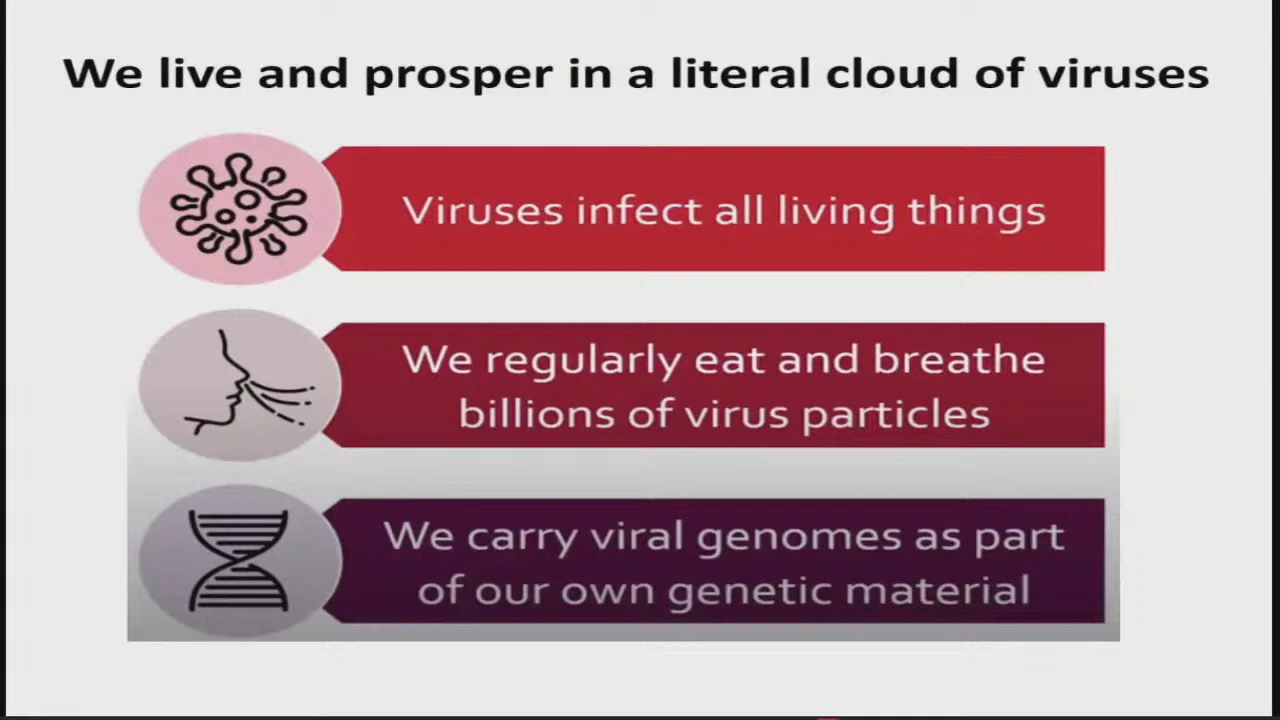 We live and prosper in a literal cloud of viruses
Viruses infect all living things
We regularly eat and breathe
billions of virus particles
We carry viral genomes as part
of our own genetic material